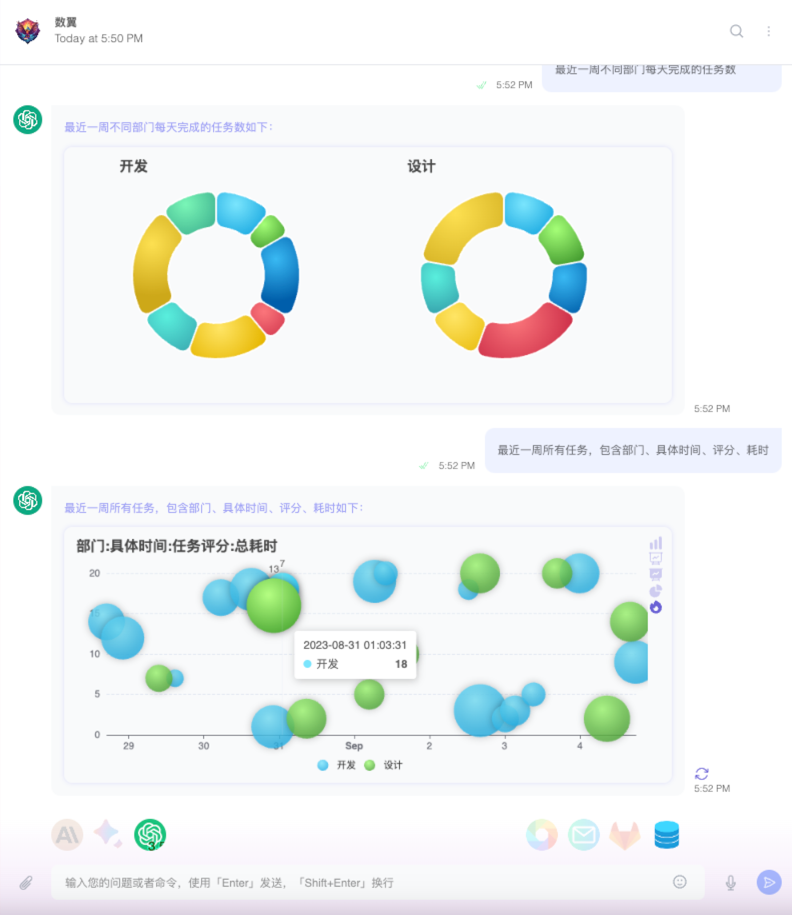 数翼
Today at 5:50 PM
最近一周不同部门每天完成的任务数
5:52 PM
最近一周不同部门每天完成的任务数如下：
开发
设计
5:52 PM
最近一周所有任务，包含部门、具体时间、评分、耗时
5:52 PM
最近一周所有任务，包含部门、具体时间、评分、耗时如下：
部门:具体时间:任务评分:总耗时
20
13
7
15
2023-08-31 01:03:31
开发 18
10
5
0
29 30 31 Sep 2 3 4
开发 设计
5:52 PM
AI
3.5
输入您的问题或者命令，使用「Enter」发送，「Shift+Enter」换行